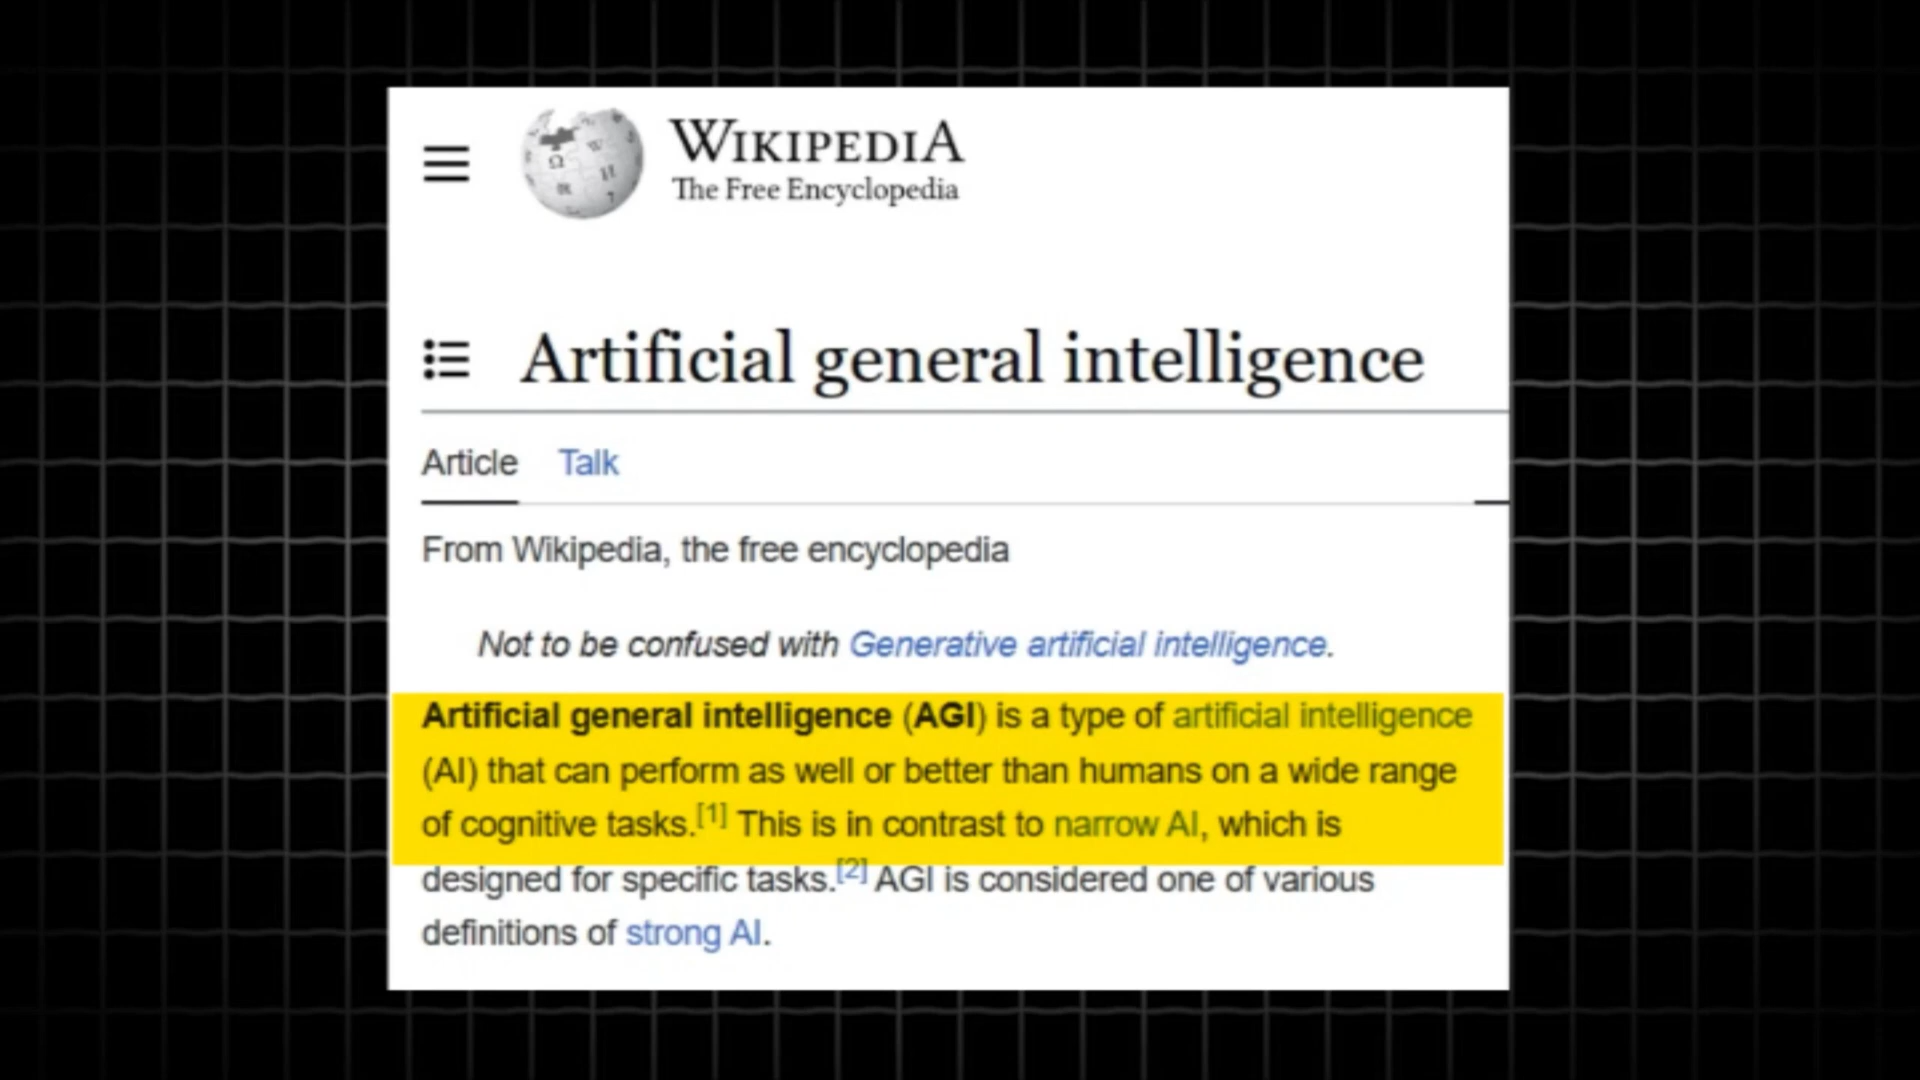 WIKIPEDIA
The Free Encyclopedia
Artificial general intelligence
Article Talk
From Wikipedia, the free encyclopedia
Not to be confused with Generative artificial intelligence.
Artificial general intelligence (AGI) is a type of artificial intelligence
(AI) that can perform as well or better than humans on a wide range
of cognitive tasks.[1] This is in contrast to narrow AI, which is
designed for specific tasks.[2] AGI is considered one of various
definitions of strong AI.